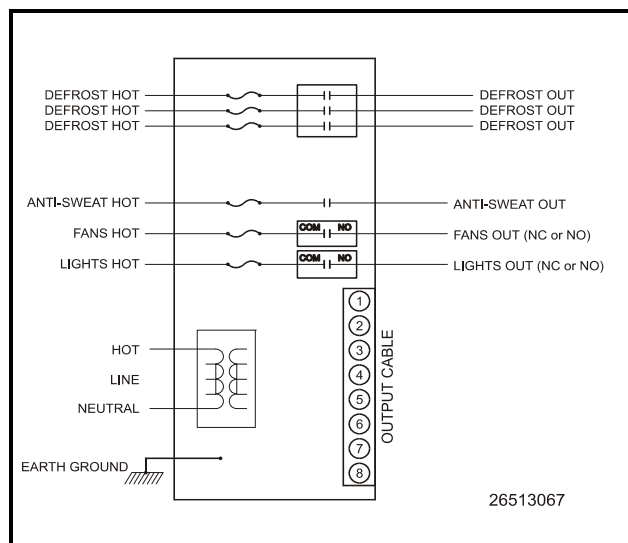 DEFROST HOT DEFROST OUT
DEFROST HOT DEFROST OUT
DEFROST HOT DEFROST OUT
ANTI-SWEAT HOT ANTI-SWEAT OUT
FANS HOT COM NO FANS OUT (NC or NO)
LIGHTS HOT COM NO LIGHTS OUT (NC or NO)
HOT
LINE
NEUTRAL
EARTH GROUND
1
2
3
4
5
6
7
8
OUTPUT CABLE
26513067